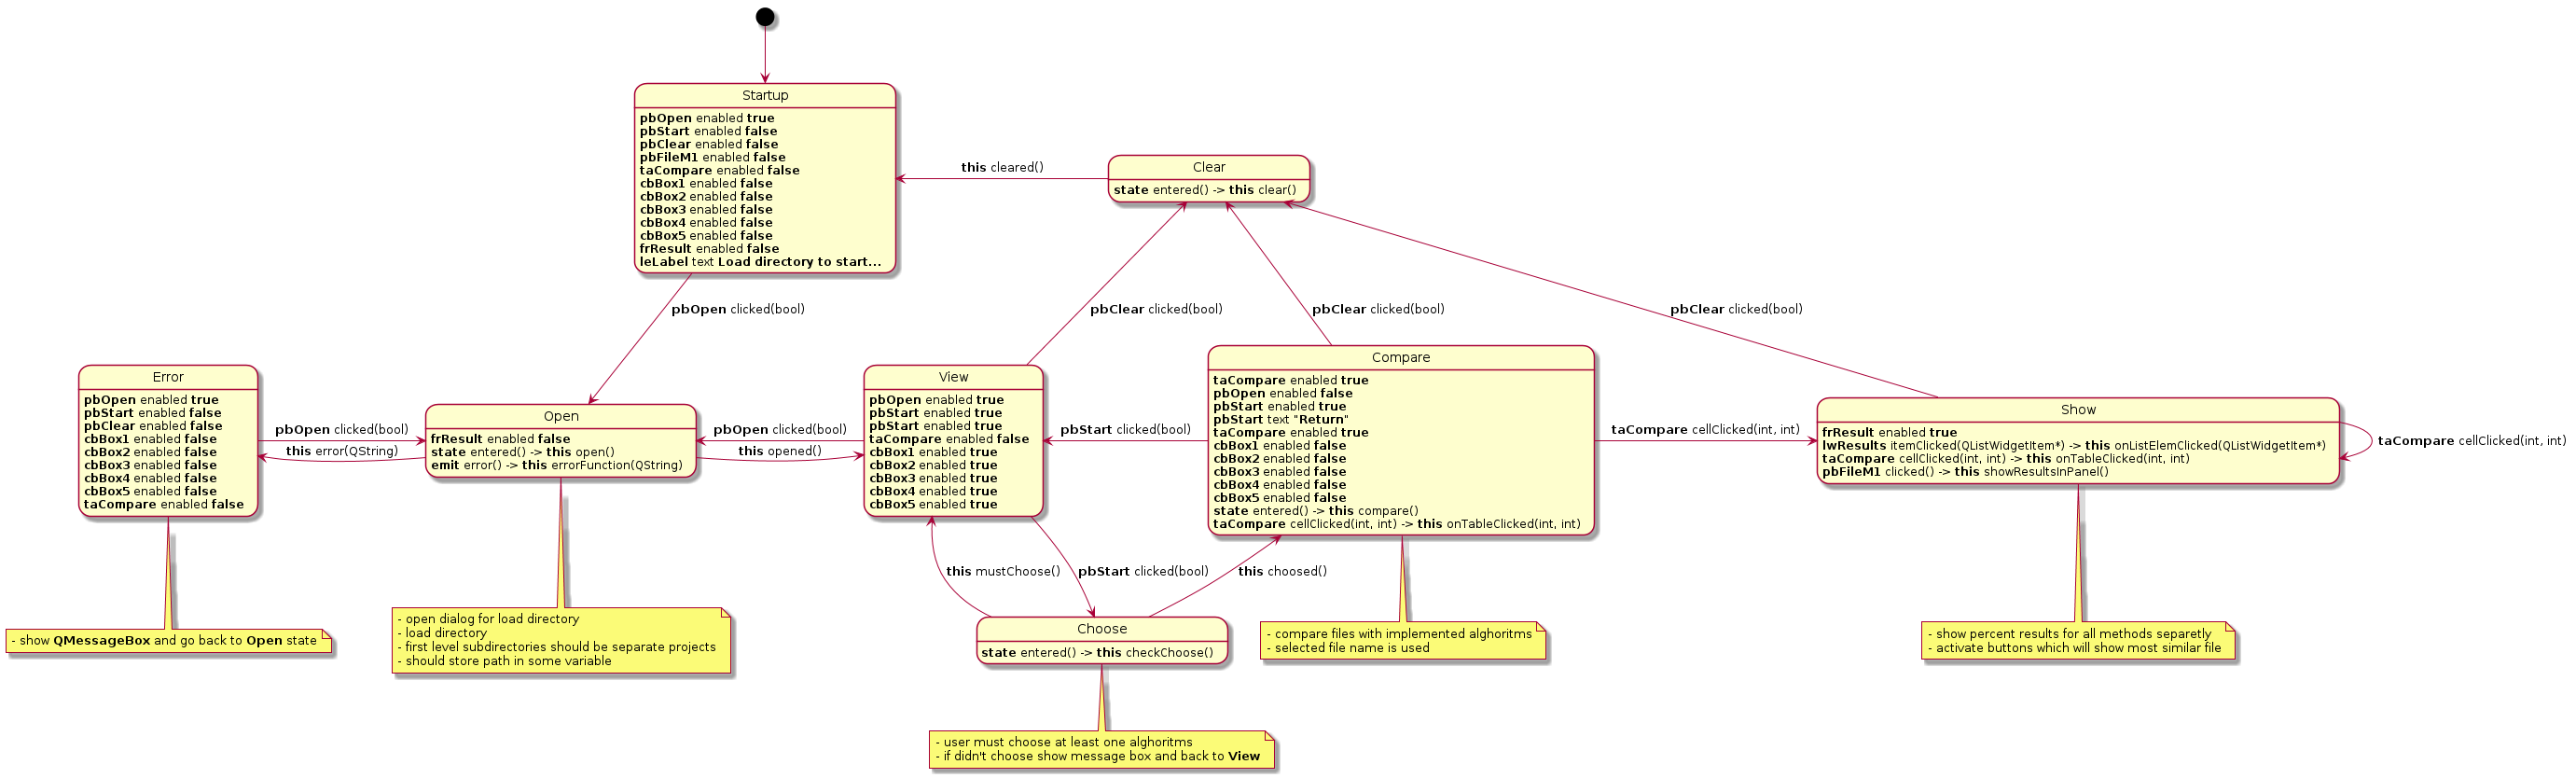 Startup
pbOpen enabled true
pbStart enabled false
pbClear enabled false
pbFileM1 enabled false
taCompare enabled false
cbBox1 enabled false
cbBox2 enabled false
cbBox3 enabled false
cbBox4 enabled false
cbBox5 enabled false
frResult enabled false
leLabel text Load directory to start...
this cleared()
Clear
state entered() -> this clear()
pbOpen clicked(bool)
pbClear clicked(bool)
pbClear clicked(bool)
pbClear clicked(bool)
Error
pbOpen enabled true
pbStart enabled false
pbClear enabled false
cbBox1 enabled false
cbBox2 enabled false
cbBox3 enabled false
cbBox4 enabled false
cbBox5 enabled false
taCompare enabled false
pbOpen clicked(bool)
this error(QString)
Open
frResult enabled false
state entered() -> this open()
emit error() -> this errorFunction(QString)
pbOpen clicked(bool)
this opened()
View
pbOpen enabled true
pbStart enabled true
pbStart enabled true
taCompare enabled false
cbBox1 enabled true
cbBox2 enabled true
cbBox3 enabled true
cbBox4 enabled true
cbBox5 enabled true
pbStart clicked(bool)
Compare
taCompare enabled true
pbOpen enabled false
pbStart enabled true
pbStart text "Return"
taCompare enabled true
cbBox1 enabled false
cbBox2 enabled false
cbBox3 enabled false
cbBox4 enabled false
cbBox5 enabled false
state entered() -> this compare()
taCompare cellClicked(int, int) -> this onTableClicked(int, int)
taCompare cellClicked(int, int)
Show
frResult enabled true
lwResults itemClicked(QListWidgetItem*) -> this onListElemClicked(QListWidgetItem*)
taCompare cellClicked(int, int) -> this onTableClicked(int, int)
pbFileM1 clicked() -> this showResultsInPanel()
taCompare cellClicked(int, int)
this mustChoose()
pbStart clicked(bool)
this choosed()
- show QMessageBox and go back to Open state
- open dialog for load directory
- load directory
- first level subdirectories should be separate projects
- should store path in some variable
Choose
state entered() -> this checkChoose()
- compare files with implemented alghoritms
- selected file name is used
- show percent results for all methods separetly
- activate buttons which will show most similar file
- user must choose at least one alghoritms
- if didn't choose show message box and back to View